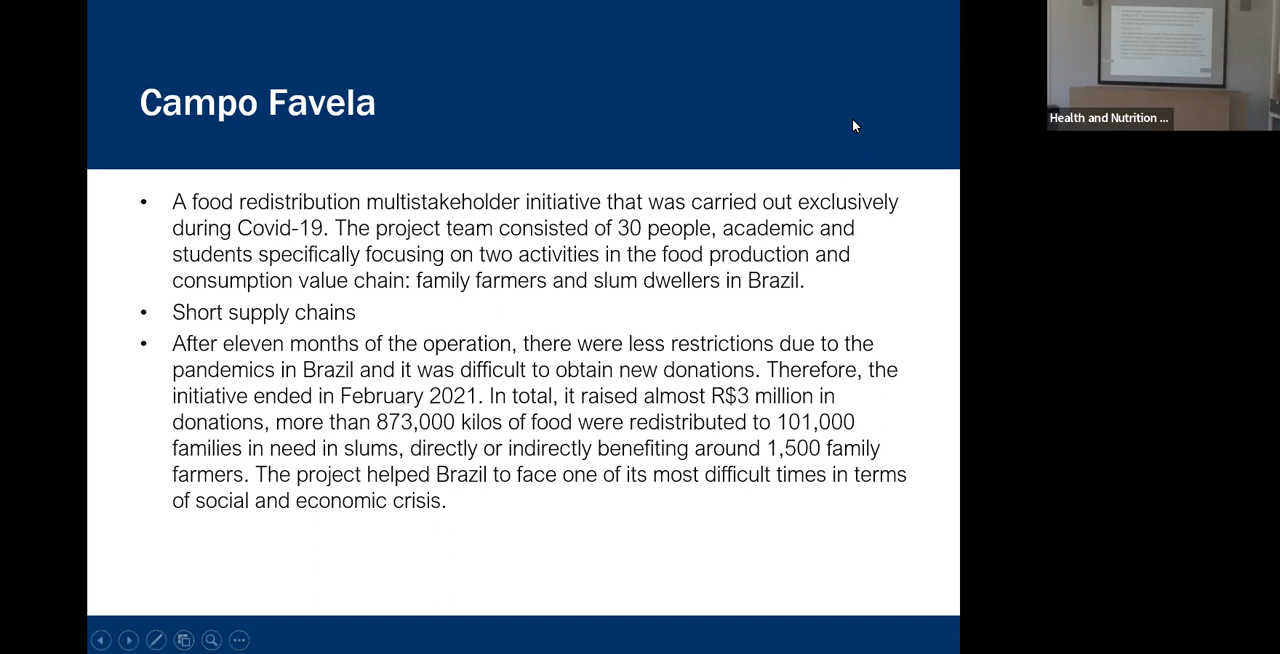 Campo Favela
• A food redistribution multistakeholder initiative that was carried out exclusively
during Covid-19. The project team consisted of 30 people, academic and
students specifically focusing on two activities in the food production and
consumption value chain: family farmers and slum dwellers in Brazil.
• Short supply chains
• After eleven months of the operation, there were less restrictions due to the
pandemics in Brazil and it was difficult to obtain new donations. Therefore, the
initiative ended in February 2021. In total, it raised almost R$3 million in
donations, more than 873,000 kilos of food were redistributed to 101,000
families in need in slums, directly or indirectly benefiting around 1,500 family
farmers. The project helped Brazil to face one of its most difficult times in terms
of social and economic crisis.
Health and Nutrition ...